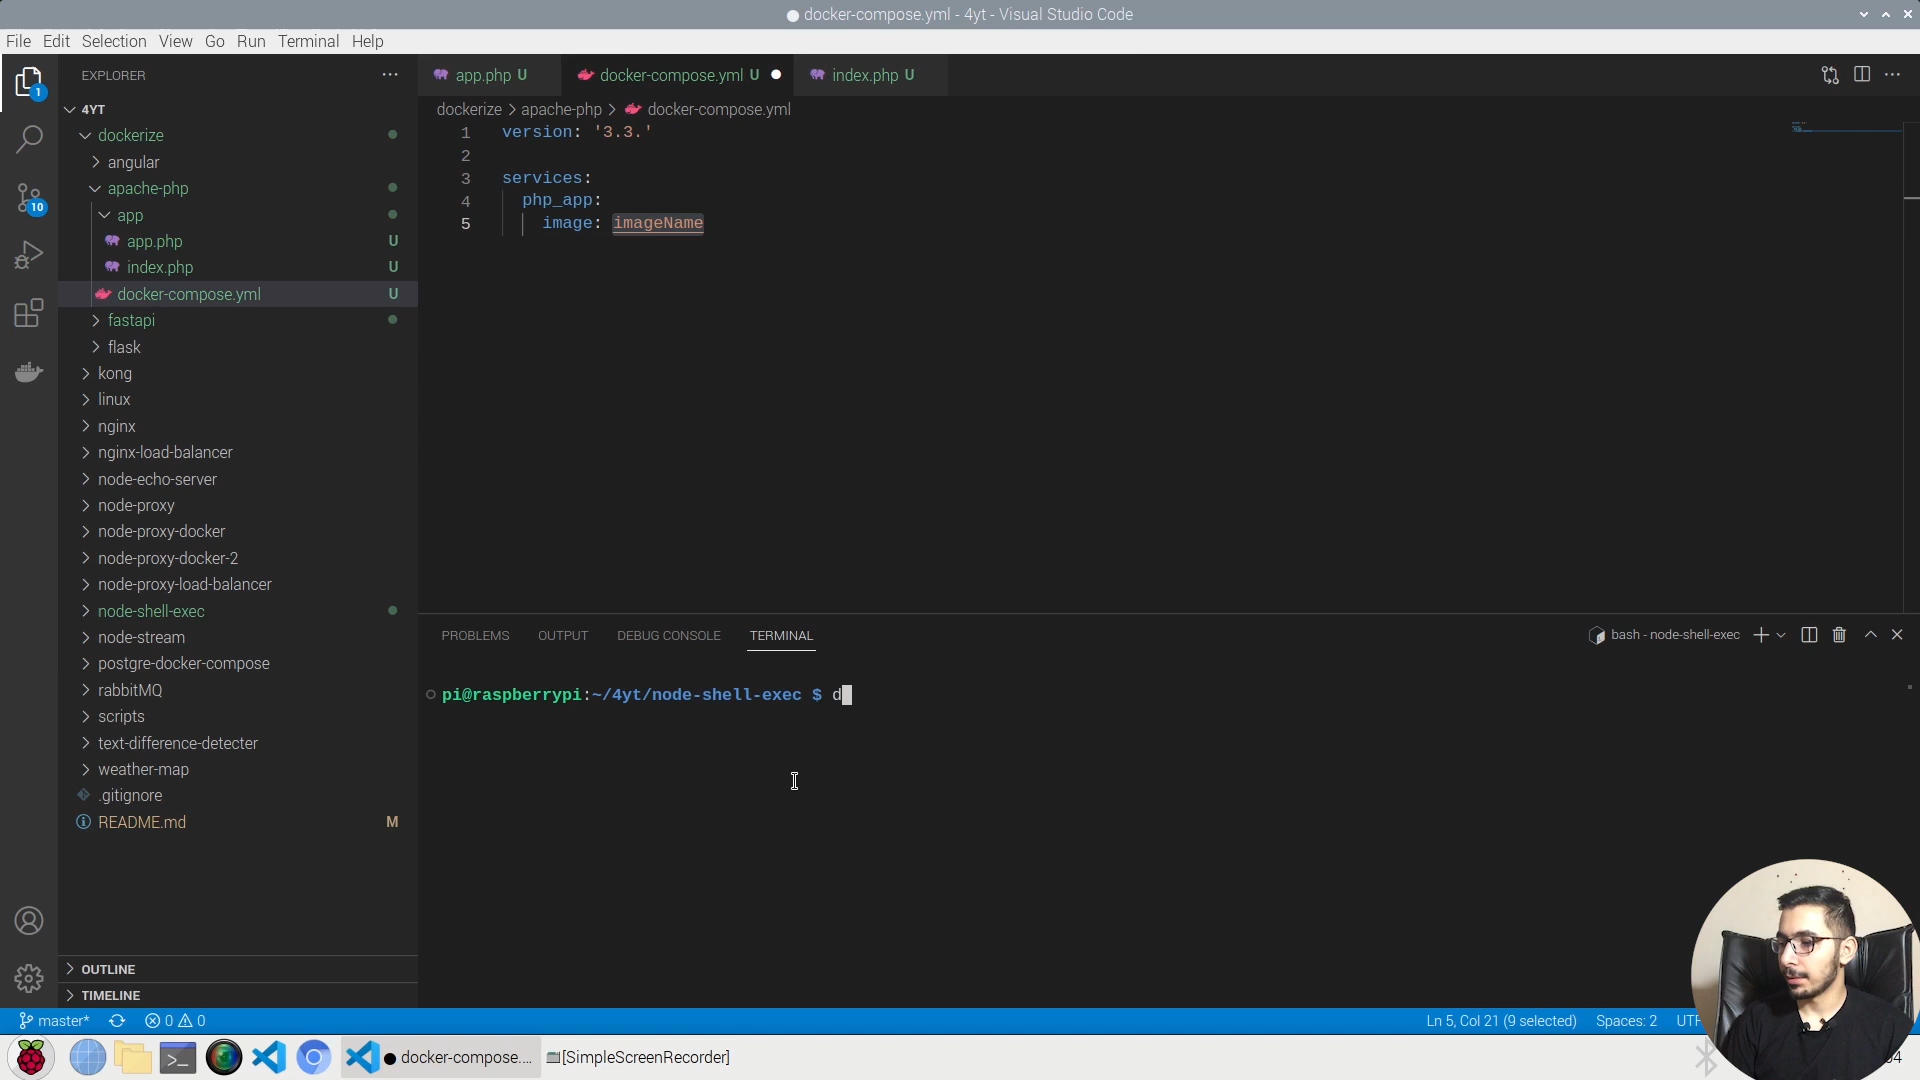 docker-compose.yml - 4yt - Visual Studio Code
File Edit Selection View Go Run Terminal Help
EXPLORER
4YT
dockerize
angular
apache-php
app
app.php U
index.php U
docker-compose.yml U
fastapi
flask
kong
linux
nginx
nginx-load-balancer
node-echo-server
node-proxy
node-proxy-docker
node-proxy-docker-2
node-proxy-load-balancer
node-shell-exec
node-stream
postgre-docker-compose
rabbitMQ
scripts
text-difference-detecter
weather-map
.gitignore
README.md M
OUTLINE
TIMELINE
1
10
app.php U docker-compose.yml U index.php U
dockerize > apache-php > docker-compose.yml
1 version: '3.3.'
2
3 services:
4 php_app:
5 image: imageName
PROBLEMS OUTPUT DEBUG CONSOLE TERMINAL
bash - node-shell-exec
pi@raspberrypi:~/4yt/node-shell-exec $ d
master* 0 0
Ln 5, Col 21 (9 selected) Spaces: 2
docker-compose.... [SimpleScreenRecorder]